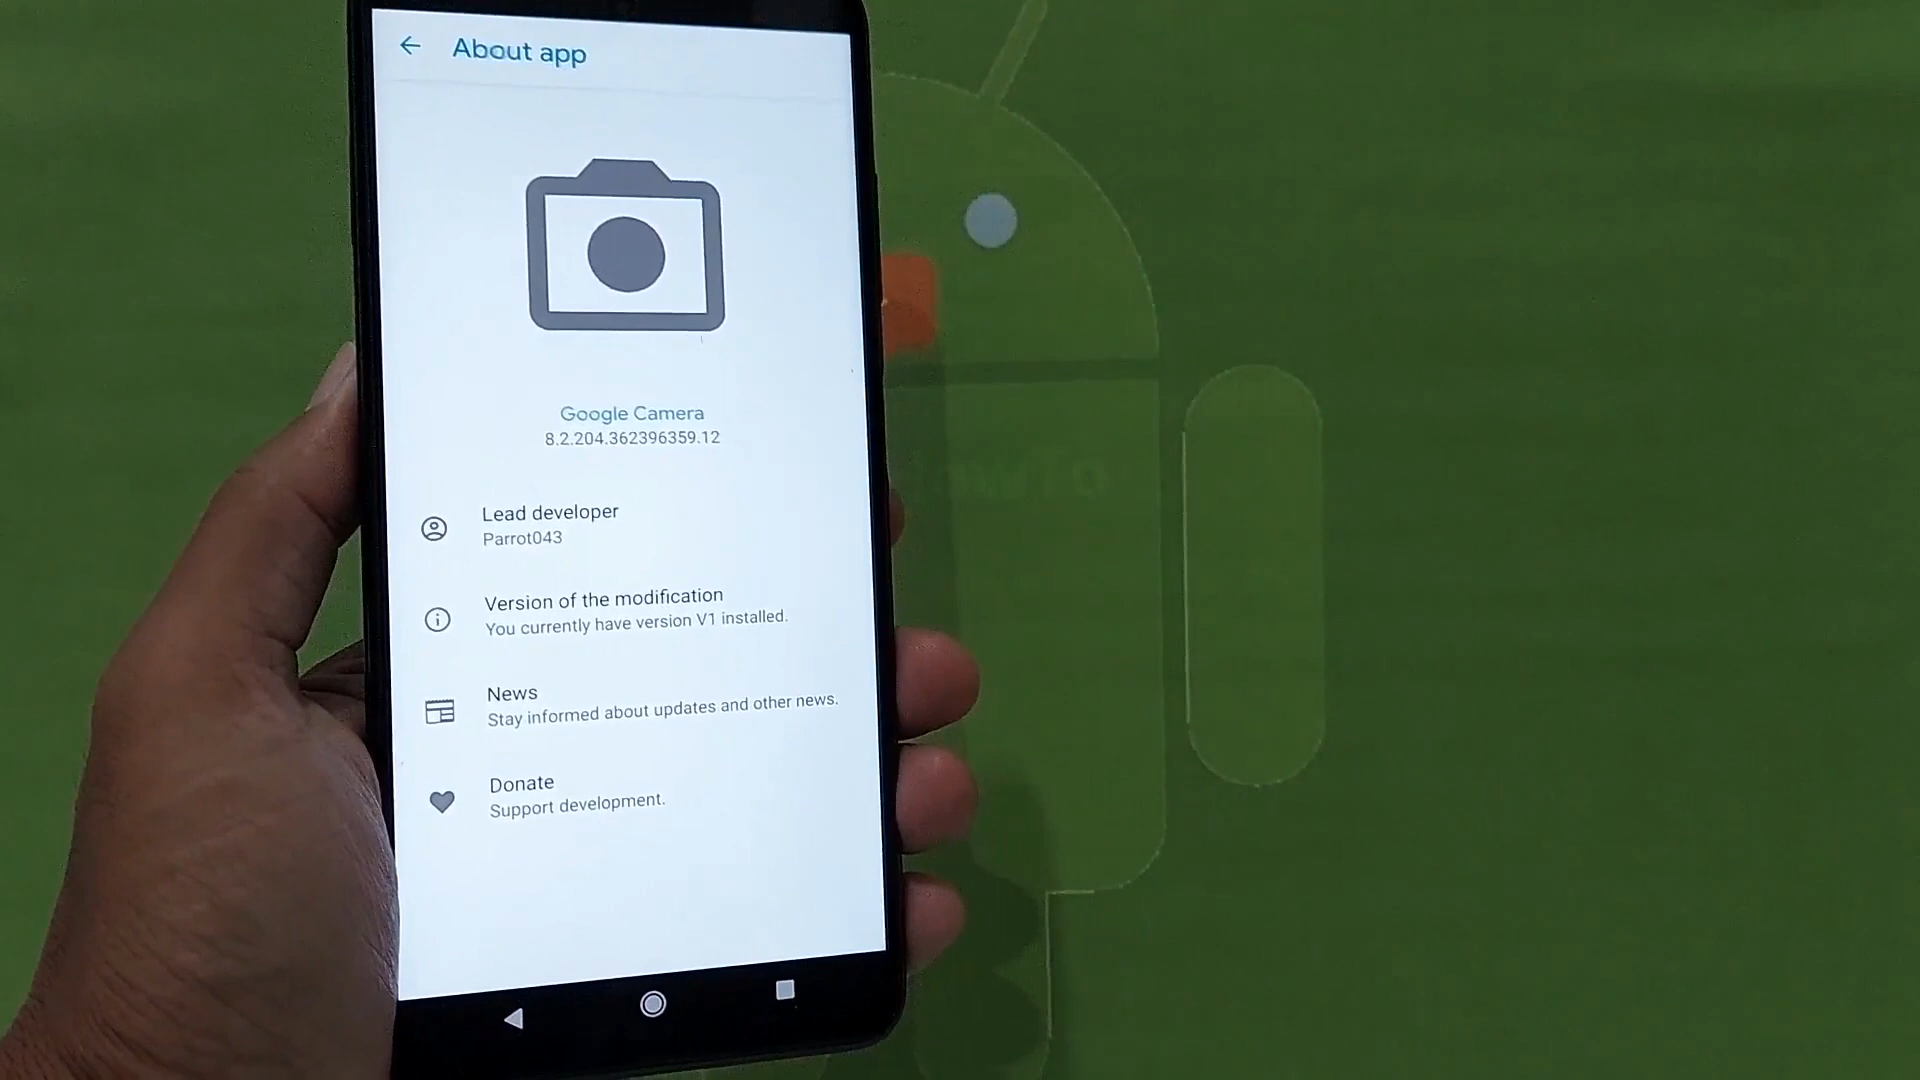 About app
Google Camera
8.2.204.362396359.12
Lead developer
Parrot043
Version of the modification
You currently have version V1 installed.
News
Stay informed about updates and other news.
Donate
Support development.